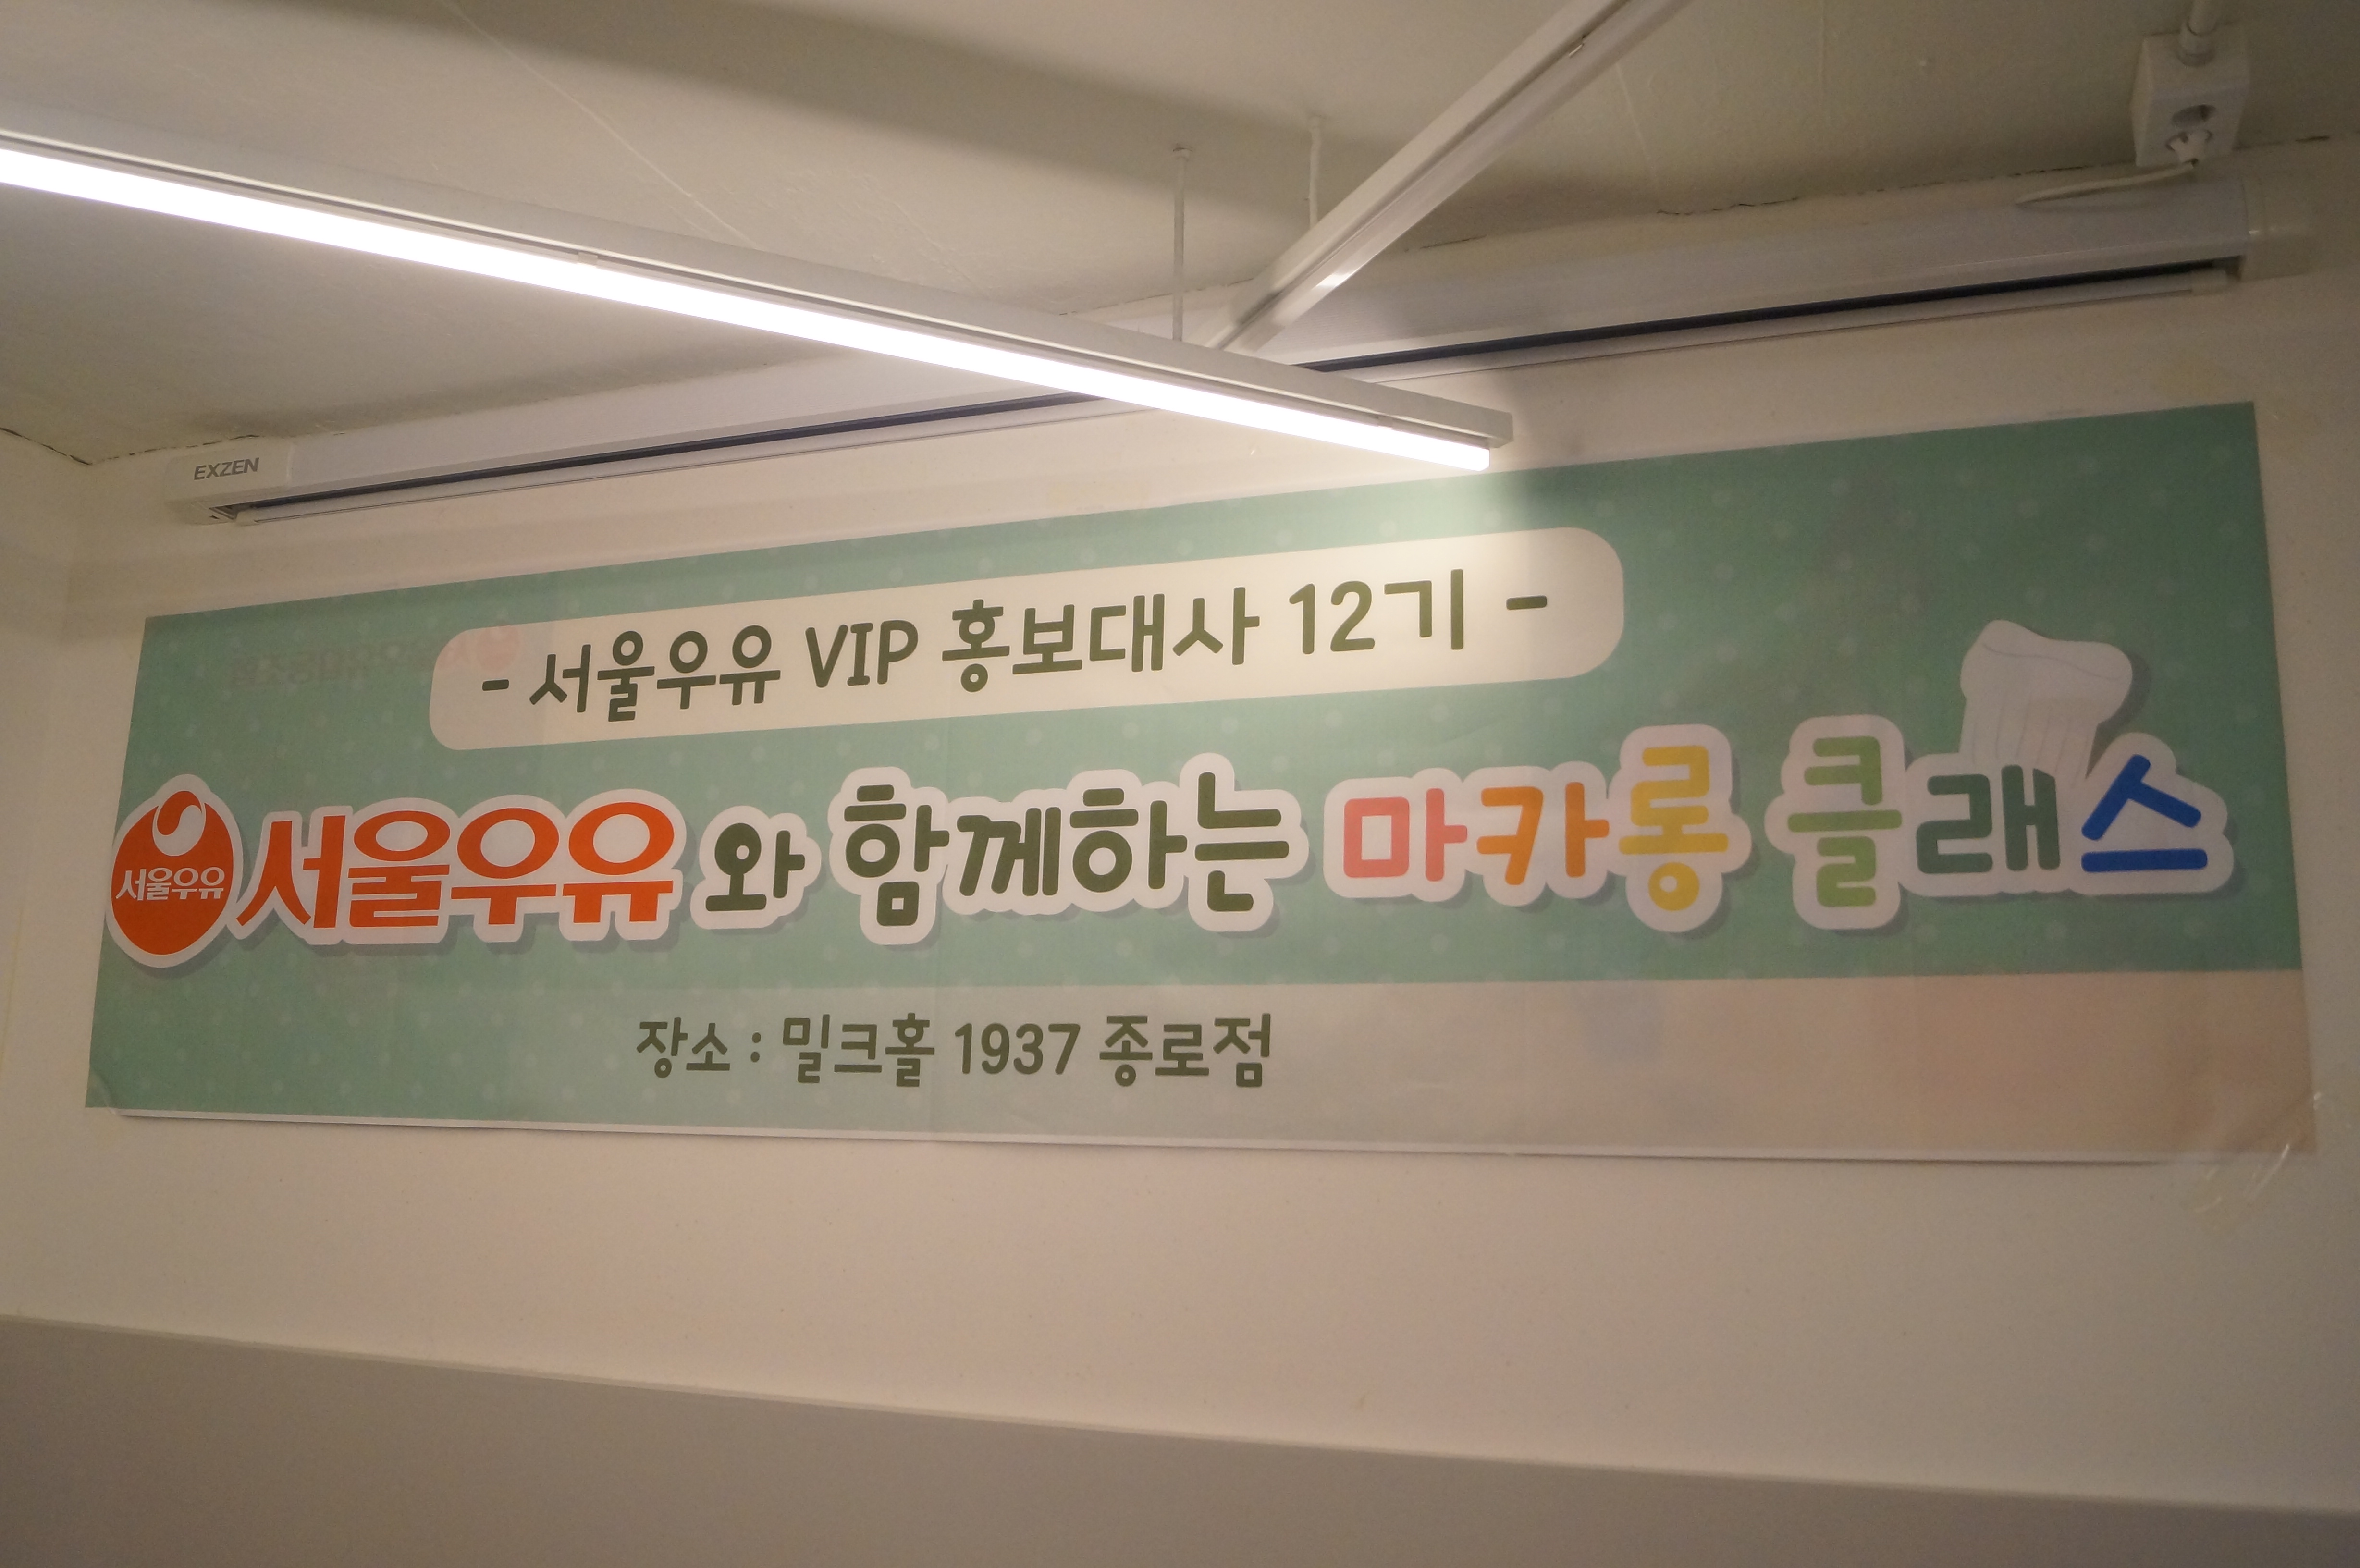 EXZEN
- 서울우유 VIP 홍보대사 12기 -
서울우유 서울우유와 함께하는 마카롱 클래스
장소 : 밀크홀 1937 종로점